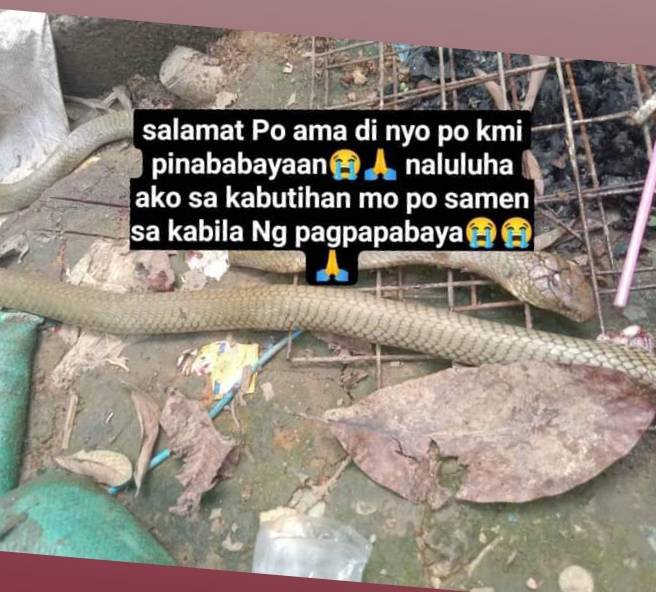 salamat Po ama di nyo po kmi
pinababayaan😭🙏 naluluha
ako sa kabutihan mo po samen
sa kabila Ng pagpapabaya😭😭
🙏